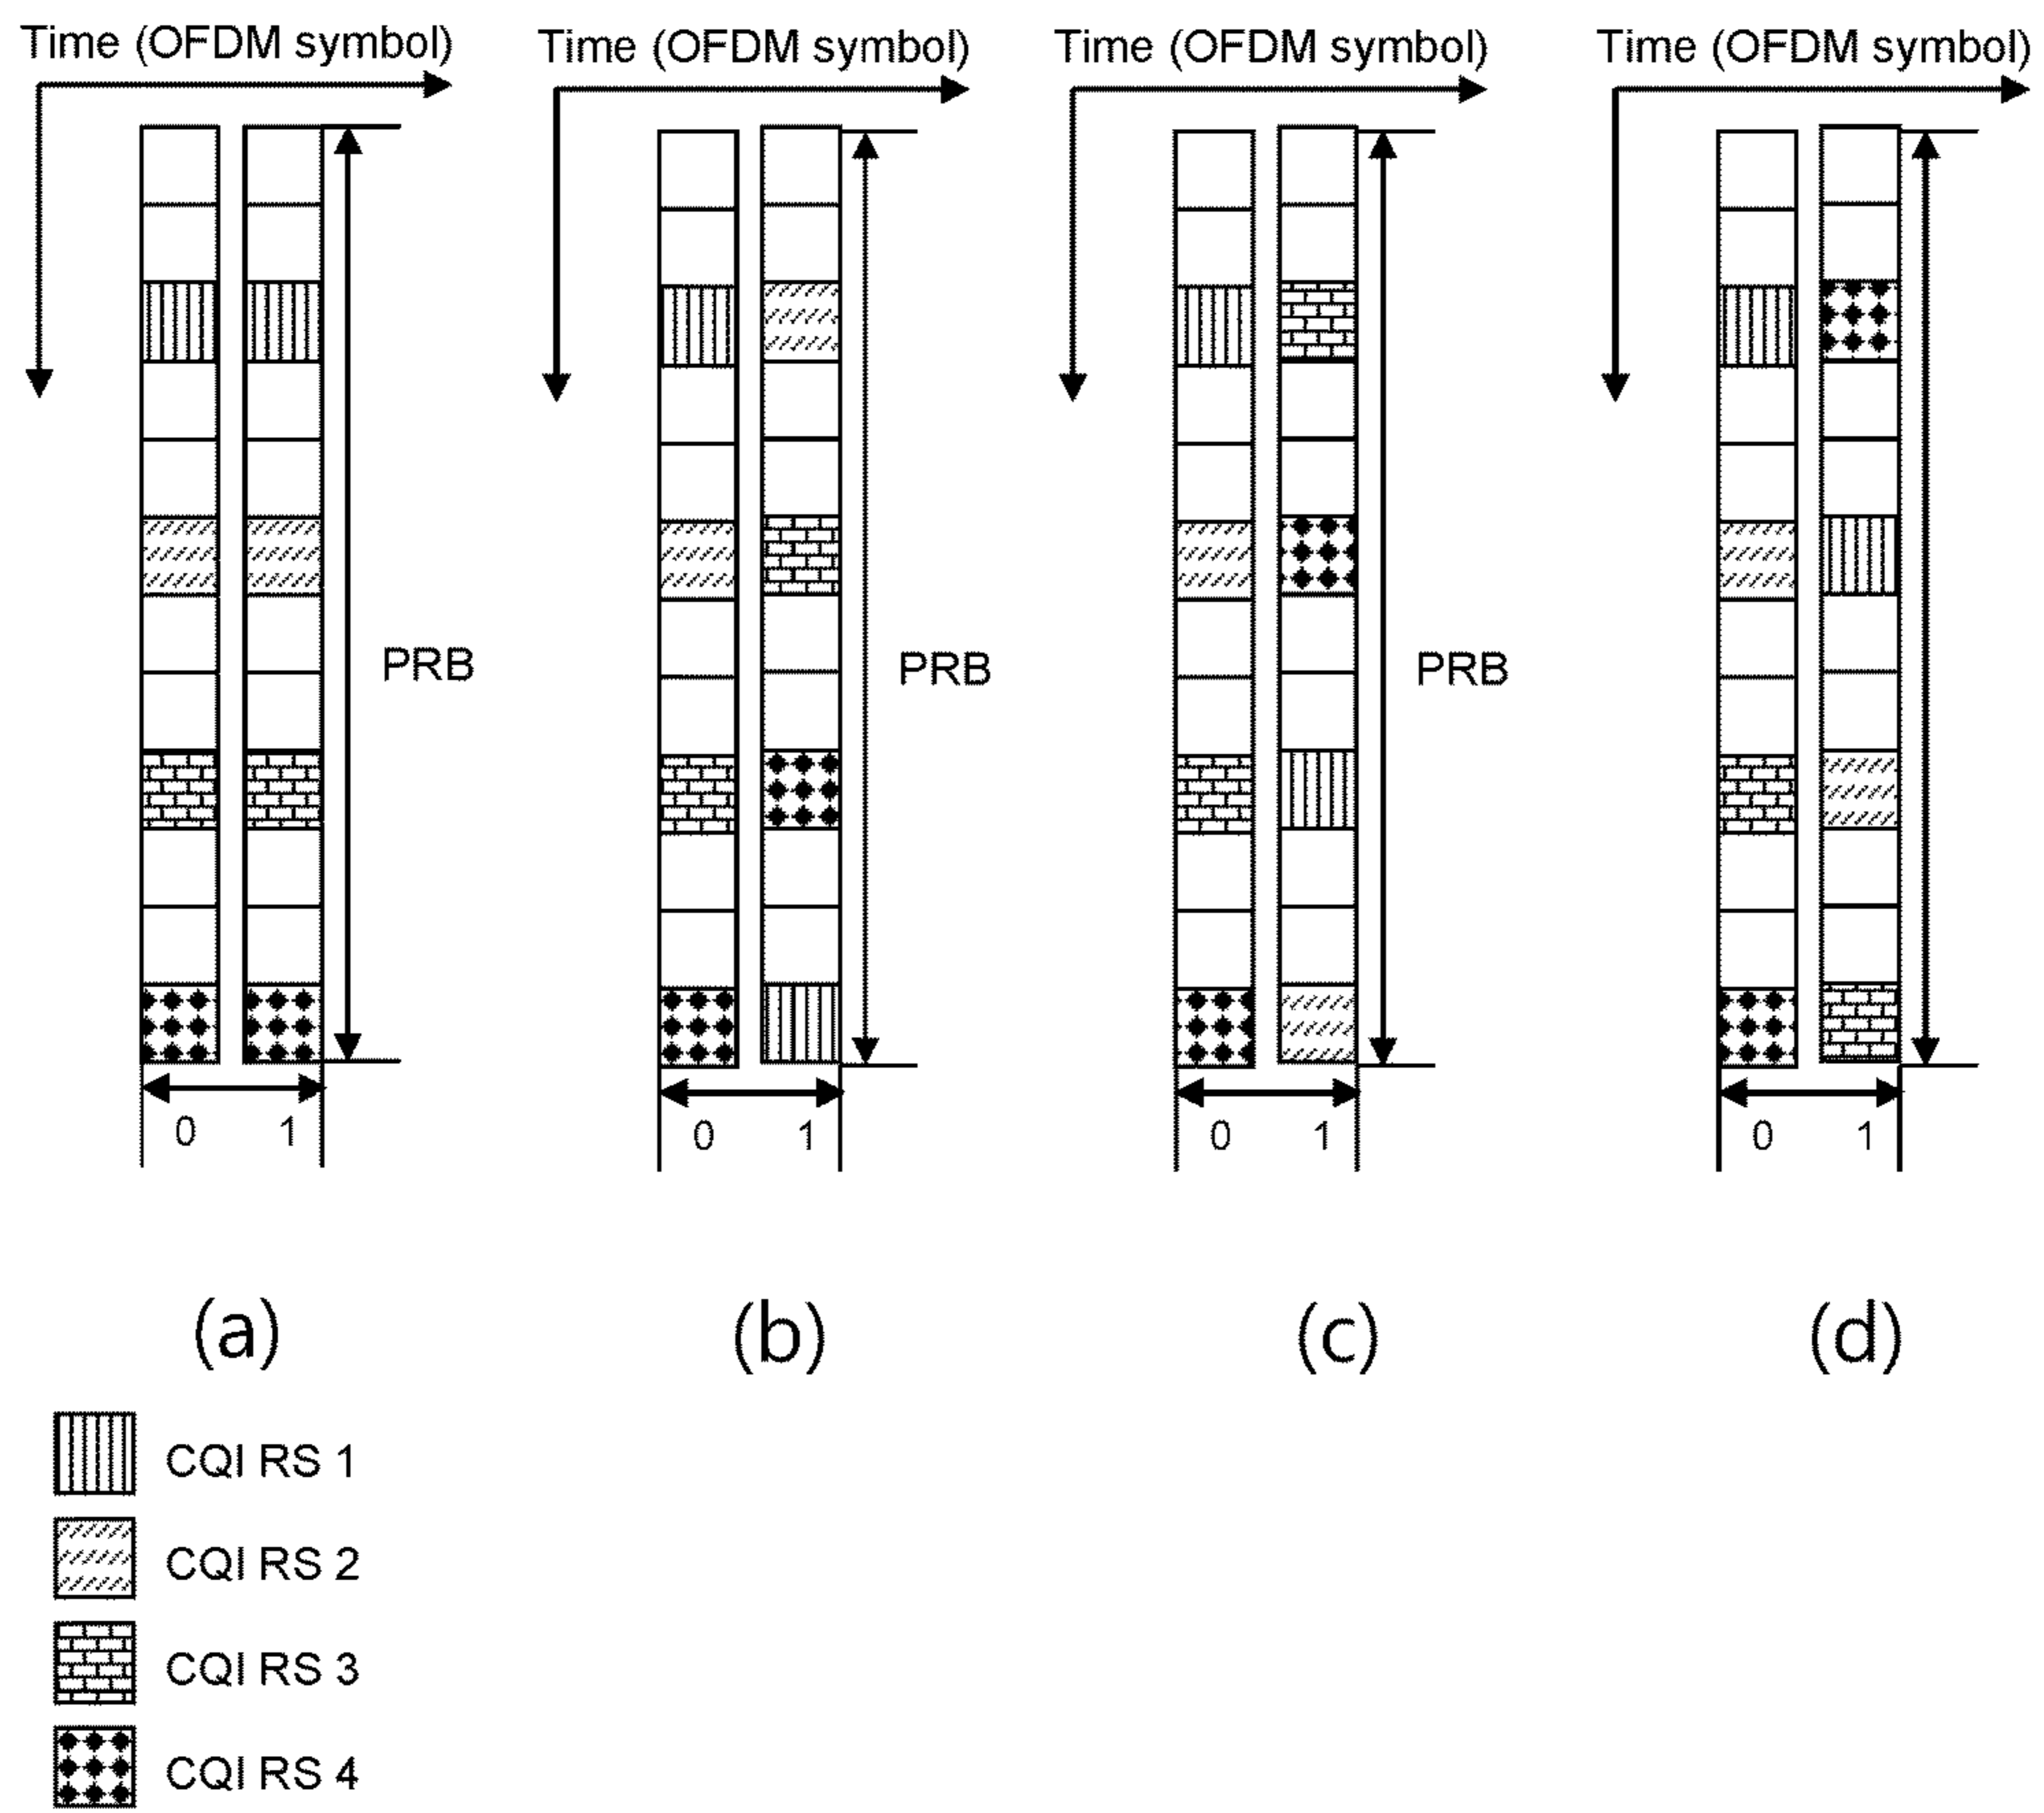 Time (OFDM symbol) Time (OFDM symbol) Time (OFDM symbol) Time (OFDM symbol)
PRB PRB PRB
0 1 0 1 0 1 0 1
(a) (b) (c) (d)
CQI RS 1
CQI RS 2
CQI RS 3
CQI RS 4